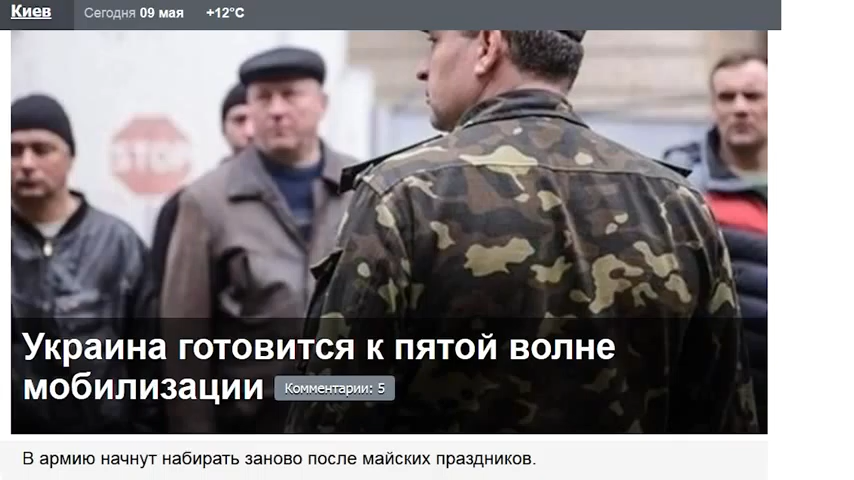 Киев Сегодня 09 мая +12°C
STOP
Украина готовится к пятой волне
мобилизации Комментарии: 5
В армию начнут набирать заново после майских праздников.